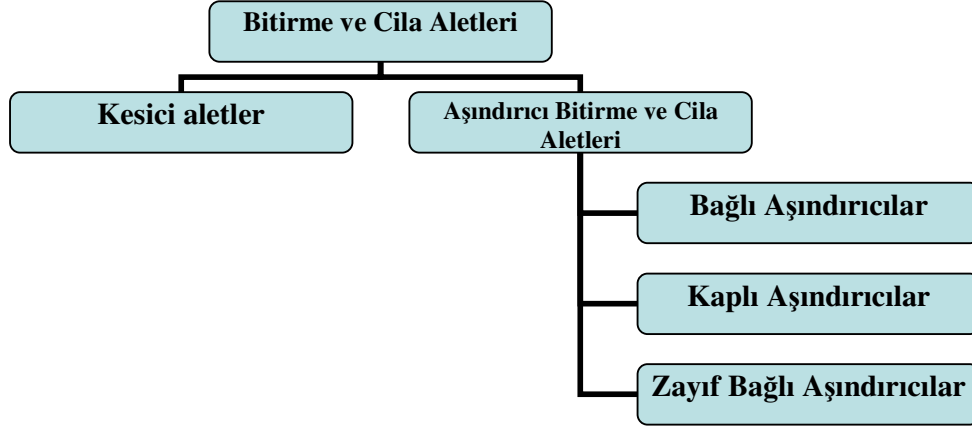 Bitirme ve Cila Aletleri
Kesici aletler
Aşındırıcı Bitirme ve Cila
Aletleri
Bağlı Aşındırıcılar
Kaplı Aşındırıcılar
Zayıf Bağlı Aşındırıcılar